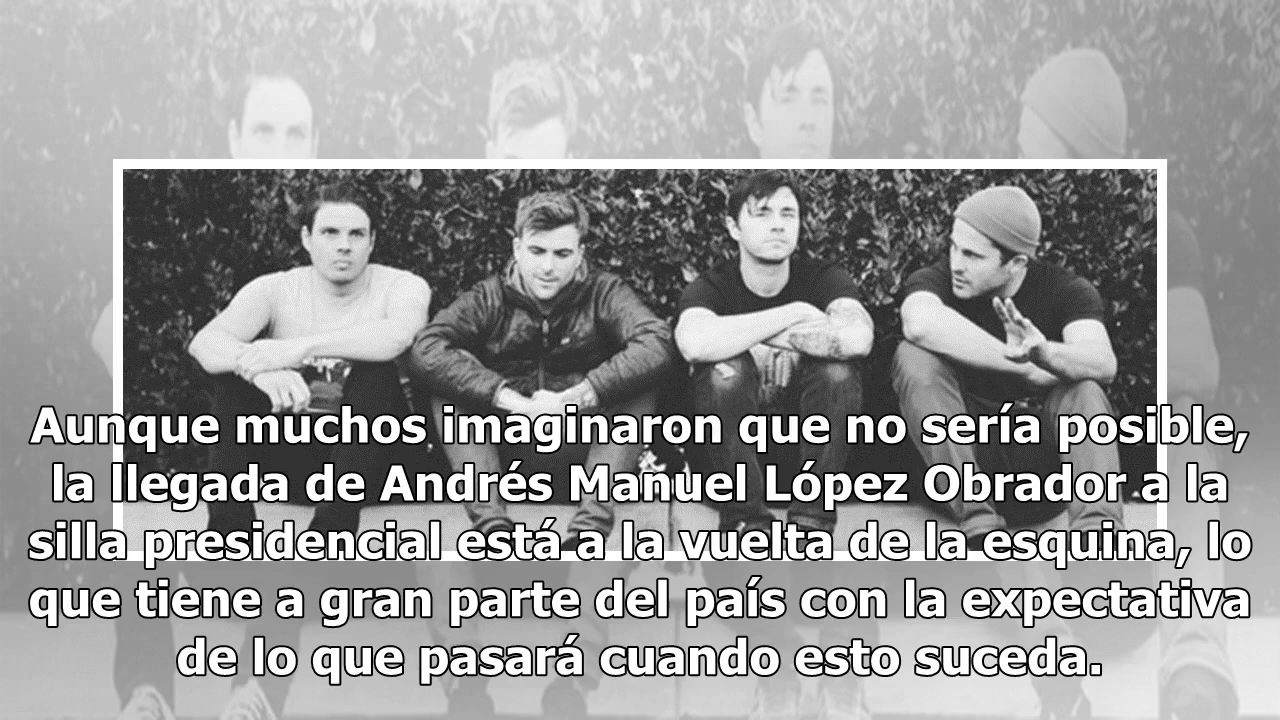 Aunque muchos imaginaron que no sería posible,
la llegada de Andrés Manuel López Obrador a la
silla presidencial está a la vuelta de la esquina, lo
que tiene a gran parte del país con la expectativa
de lo que pasará cuando esto suceda.